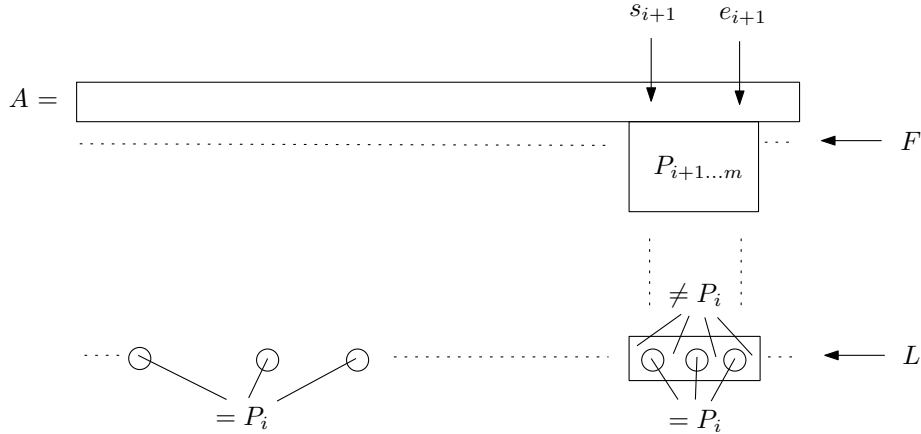 s_{i+1} e_{i+1}
A =
F
P_{i+1...m}
≠ P_i
L
= P_i = P_i